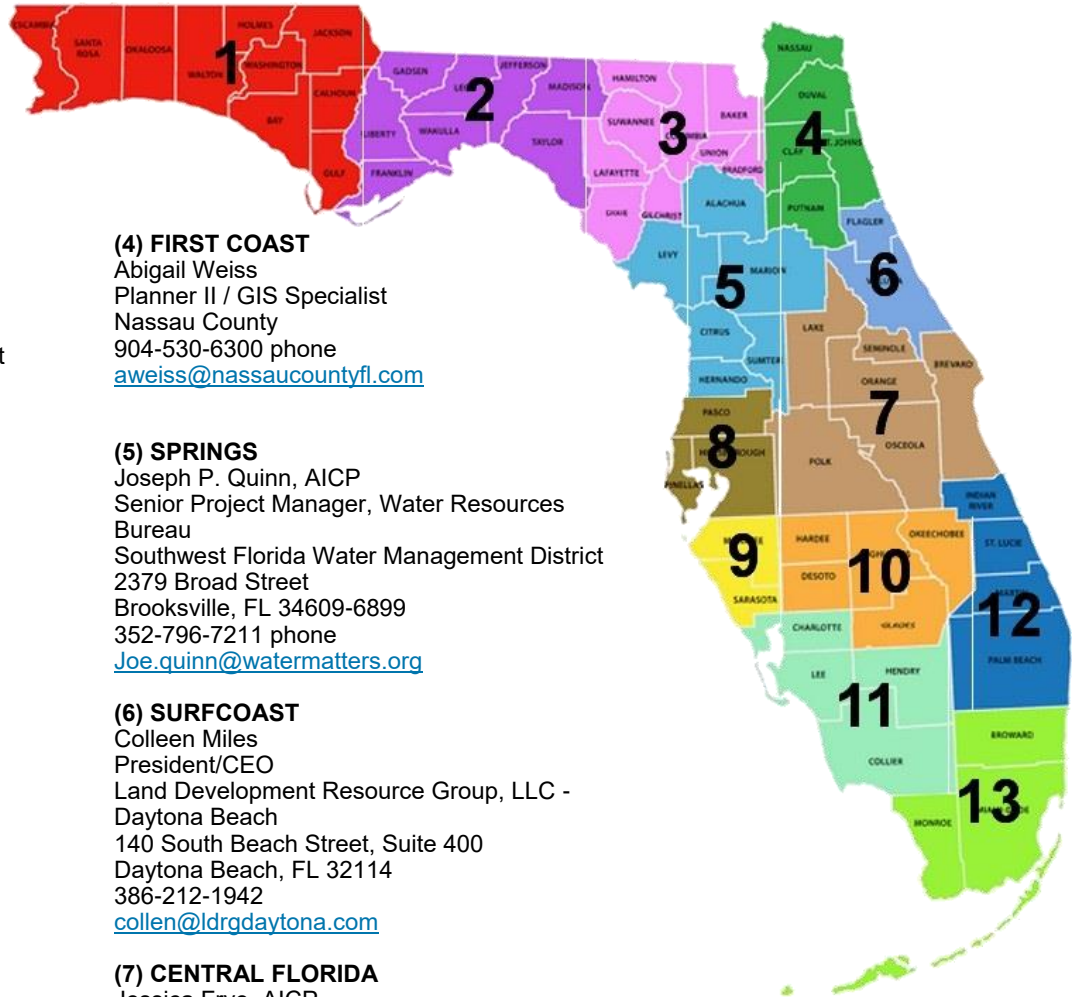 ESCAMBIA
SANTA
ROSA
OKALOOSA
WALTON
HOLMES
WASHINGTON
JACKSON
BAY
CALHOUN
GULF
1
GADSEN
LIBERTY
FRANKLIN
WAKULLA
JEFFERSON
MADISON
TAYLOR
2
HAMILTON
SUWANNEE
LAFAYETTE
DIXIE
GILCHRIST
UNION
BRADFORD
BAKER
3
NASSAU
DUVAL
CLAY
ST. JOHNS
PUTNAM
4
ALACHUA
LEVY
MARION
CITRUS
SUMTER
HERNANDO
5
FLAGLER
6
LAKE
SEMINOLE
ORANGE
BREVARD
OSCEOLA
POLK
7
PASCO
PINELLAS
8
SARASOTA
9
HARDEE
DESOTO
OKEECHOBEE
GLADES
10
CHARLOTTE
LEE
HENDRY
COLLIER
11
INDIAN
RIVER
ST. LUCIE
MARTIN
PALM BEACH
12
BROWARD
MONROE
13
t
(4) FIRST COAST
Abigail Weiss
Planner II / GIS Specialist
Nassau County
904-530-6300 phone
aweiss@nassaucountyfl.com
(5) SPRINGS
Joseph P. Quinn, AICP
Senior Project Manager, Water Resources
Bureau
Southwest Florida Water Management District
2379 Broad Street
Brooksville, FL 34609-6899
352-796-7211 phone
Joe.quinn@watermatters.org
(6) SURFCOAST
Colleen Miles
President/CEO
Land Development Resource Group, LLC -
Daytona Beach
140 South Beach Street, Suite 400
Daytona Beach, FL 32114
386-212-1942
collen@ldrgdaytona.com
(7) CENTRAL FLORIDA
Jessica Frye, AICP